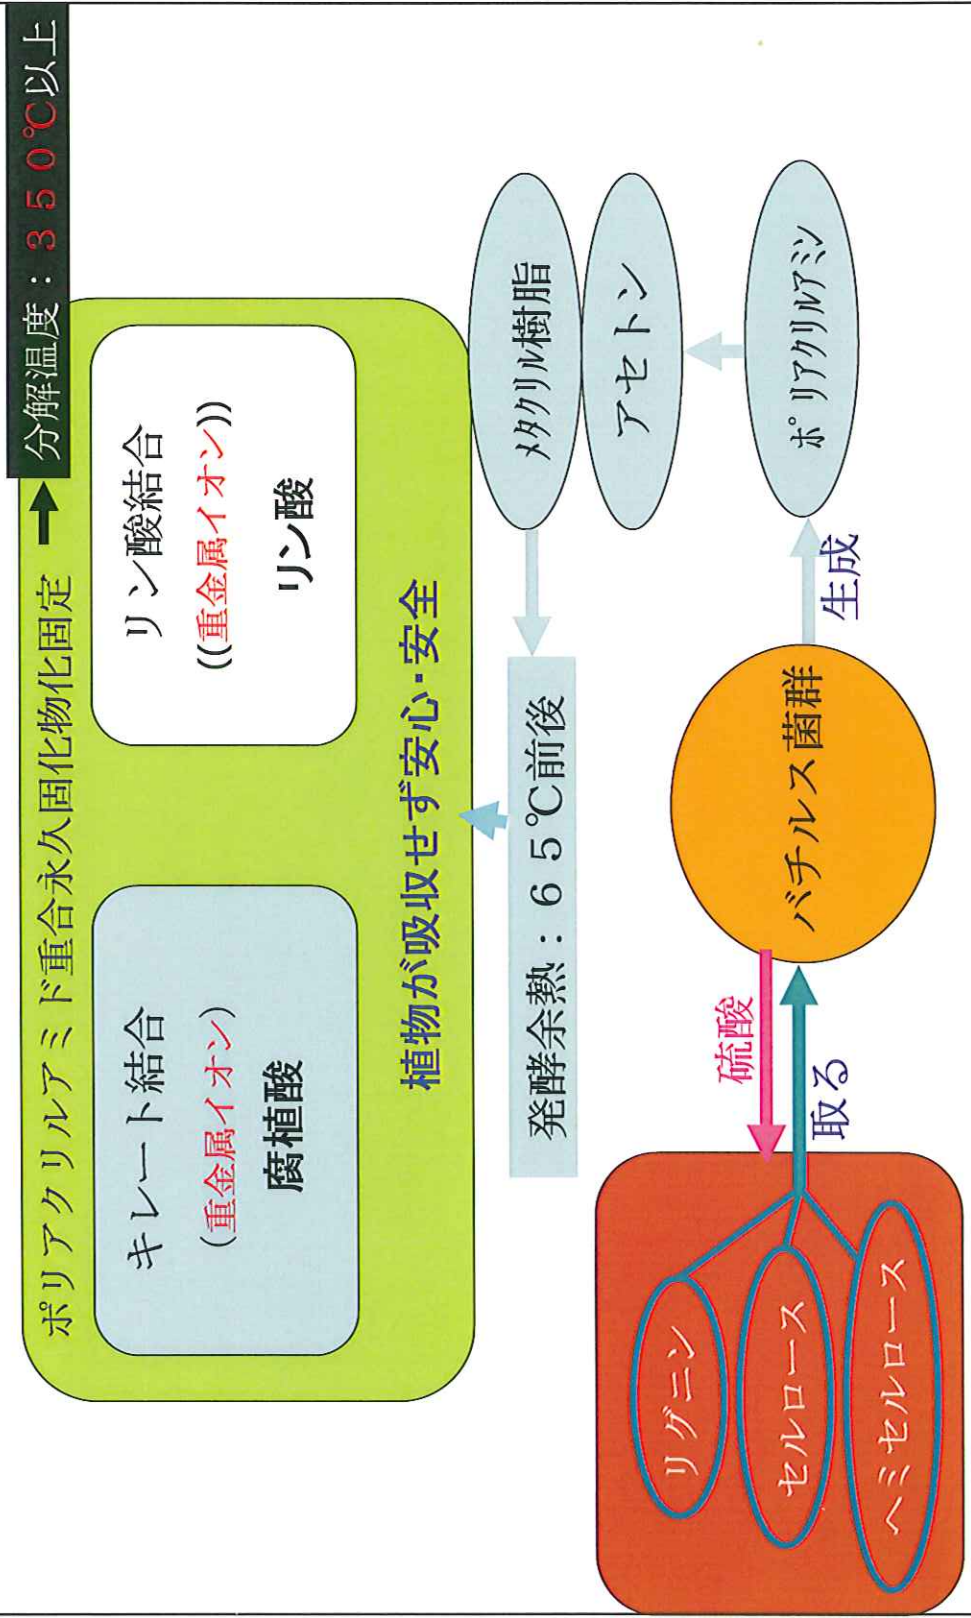 ポリアクリルアミド重合永久固化物化固定 → 分解温度：３５０℃以上
キレート結合
(重金属イオン)
腐植酸
リン酸結合
((重金属イオン))
リン酸
植物が吸収せず安心・安全
発酵余熱：６５℃前後
メタクリル樹脂
アセトン
ポリアクリルアミン
リグニン
セルロース
ヘミセルロース
硫酸
取る
バチルス菌群
生成